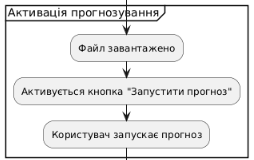 Активація прогнозування
Файл завантажено
Активується кнопка "Запустити прогноз"
Користувач запускає прогноз